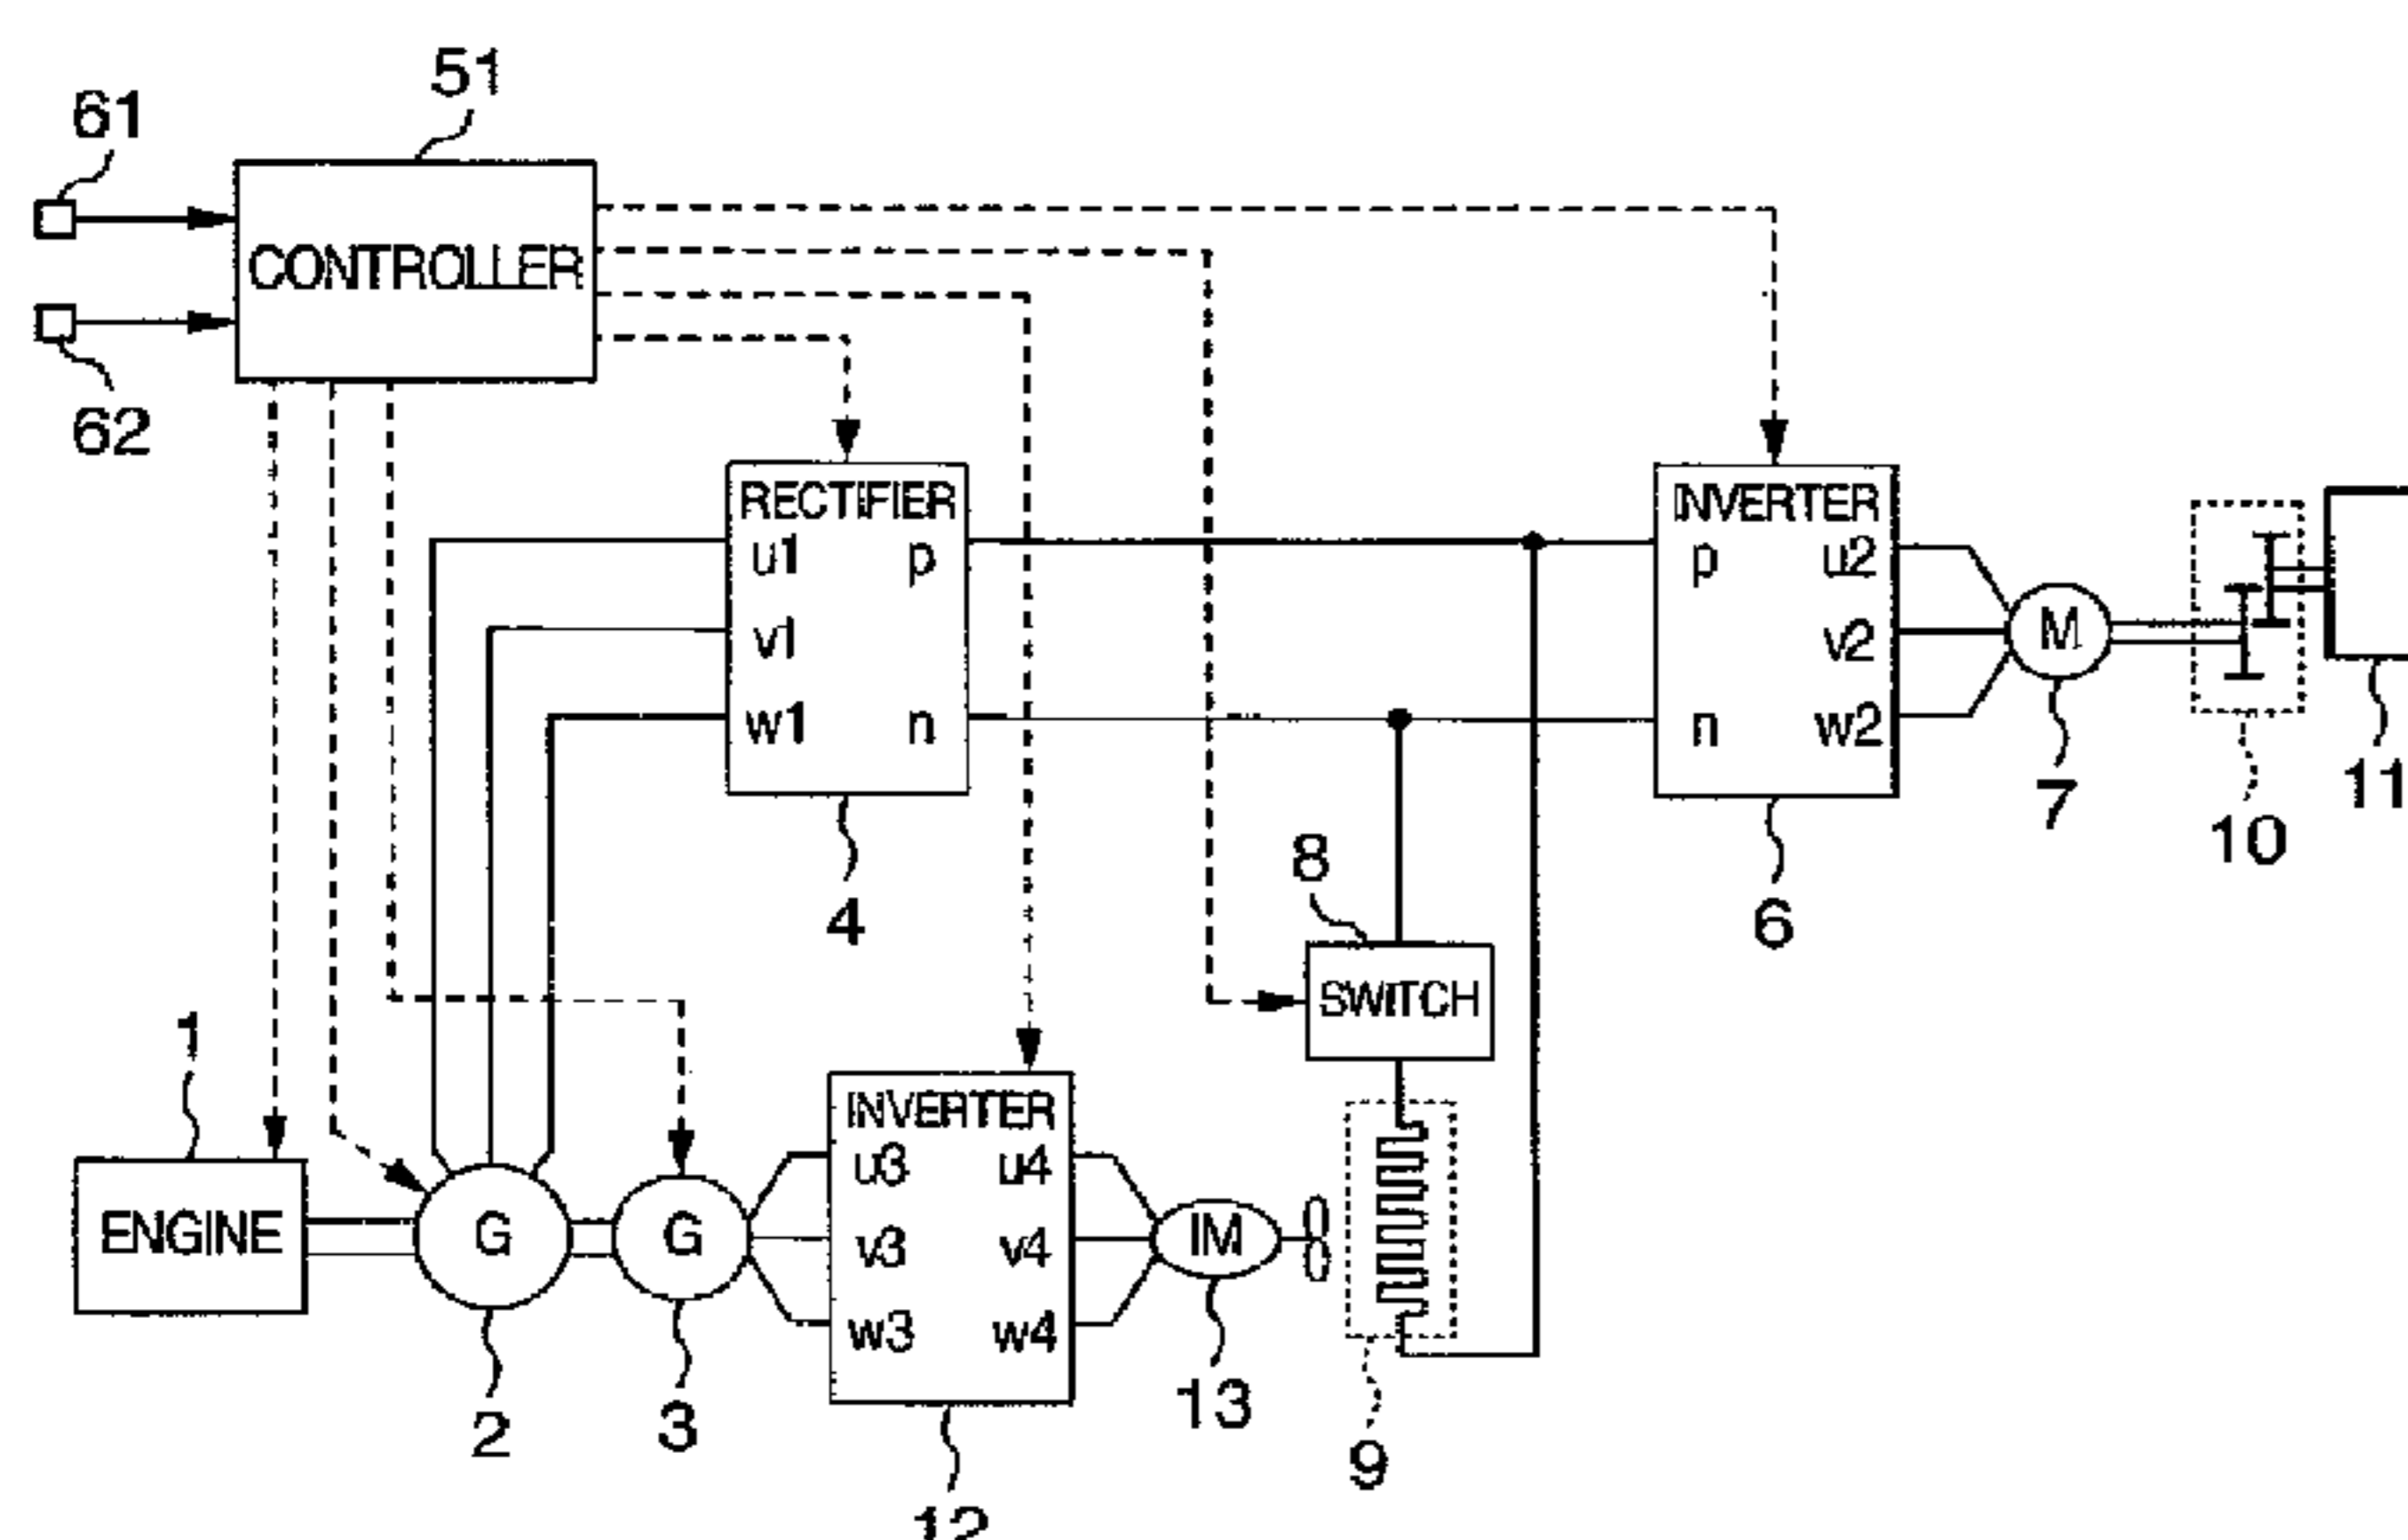 51
61
CONTROLLER
62
RECTIFIER
u1 p
v1
w1 n
4
INVERTER
p u2
v2
n w2
6
M
7
10
11
8
SWITCH
1
ENGINE
G
2
G
3
INVERTER
u3 u4
v3 v4
w3 w4
12
IM
13
9